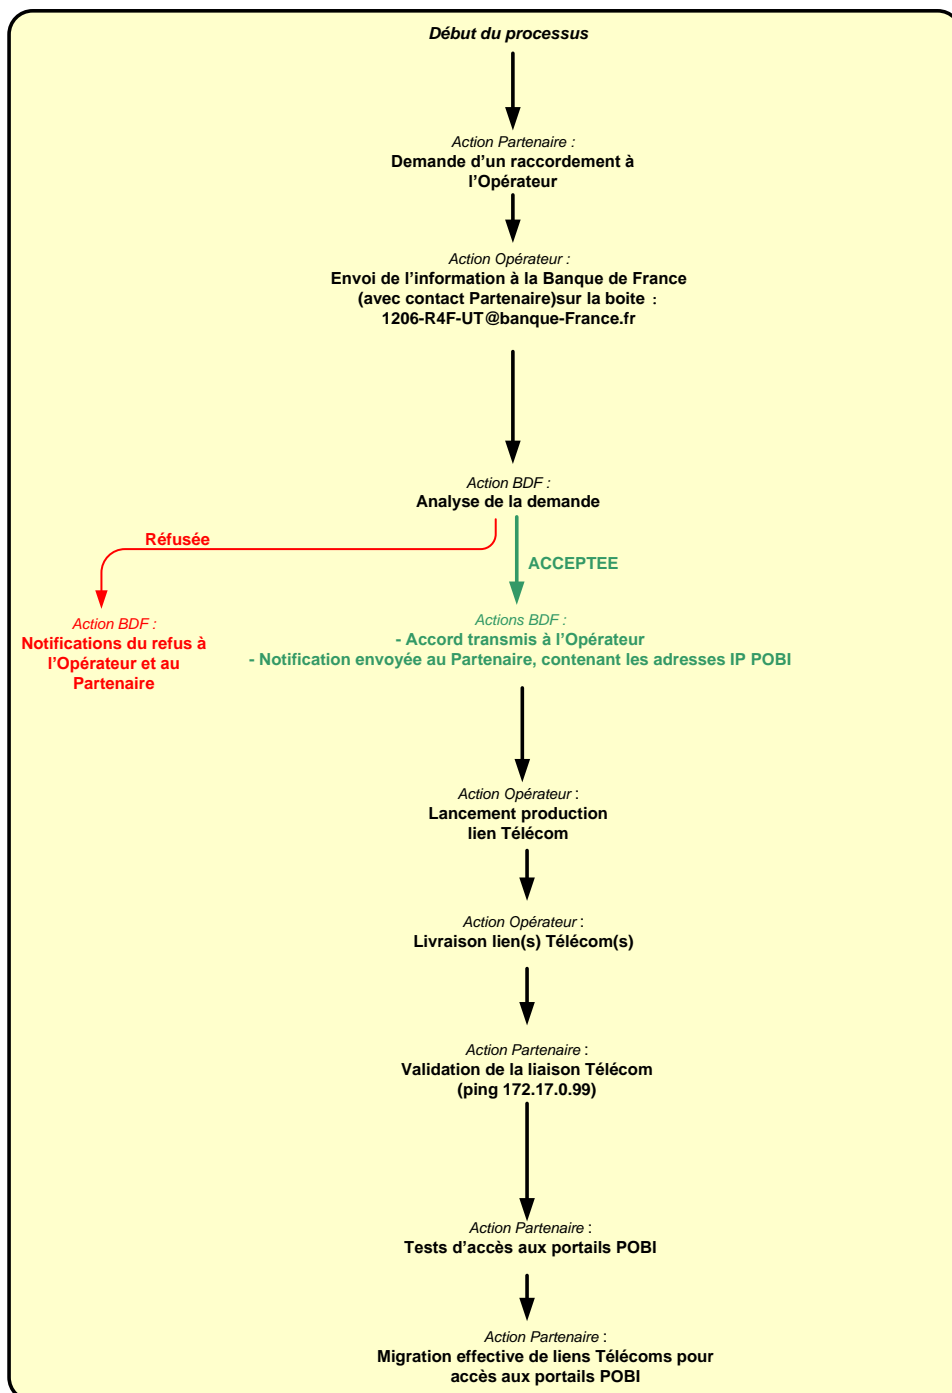 Début du processus
Action Partenaire :
Demande d’un raccordement à
l’Opérateur
Action Opérateur :
Envoi de l’information à la Banque de France
(avec contact Partenaire)sur la boite :
1206-R4F-UT@banque-France.fr
Action BDF :
Analyse de la demande
Réfusée
ACCEPTEE
Action BDF :
Notifications du refus à
l’Opérateur et au
Partenaire
Actions BDF :
- Accord transmis à l’Opérateur
- Notification envoyée au Partenaire, contenant les adresses IP POBI
Action Opérateur :
Lancement production
lien Télécom
Action Opérateur :
Livraison lien(s) Télécom(s)
Action Partenaire :
Validation de la liaison Télécom
(ping 172.17.0.99)
Action Partenaire :
Tests d’accès aux portails POBI
Action Partenaire :
Migration effective de liens Télécoms pour
accès aux portails POBI